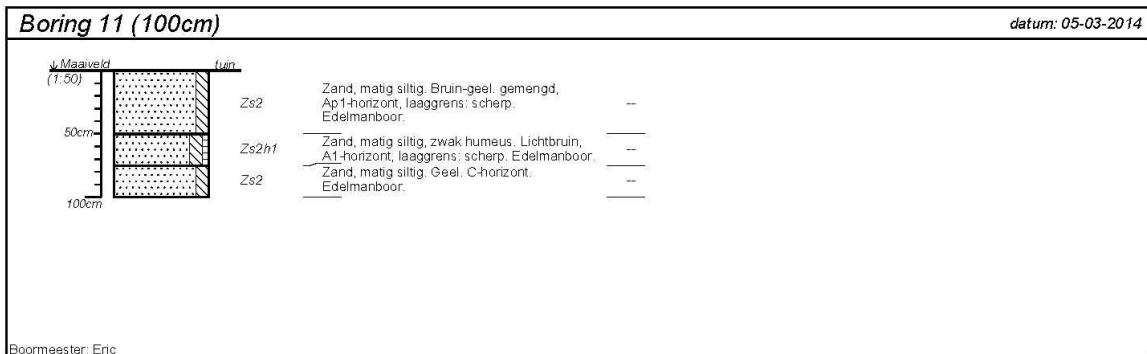 Boring 11 (100cm)
datum: 05-03-2014
↓ Maaiveld
tuin
(1:50)
Zs2
Zand, matig siltig. Bruin-geel. gemengd,
Ap1-horizont, laaggrens: scherp.
Edelmanboor.
--
50cm
Zs2h1
Zand, matig siltig, zwak humeus. Lichtbruin,
A1-horizont, laaggrens: scherp. Edelmanboor.
--
Zs2
Zand, matig siltig. Geel. C-horizont.
Edelmanboor.
--
100cm
Boormeester: Eric